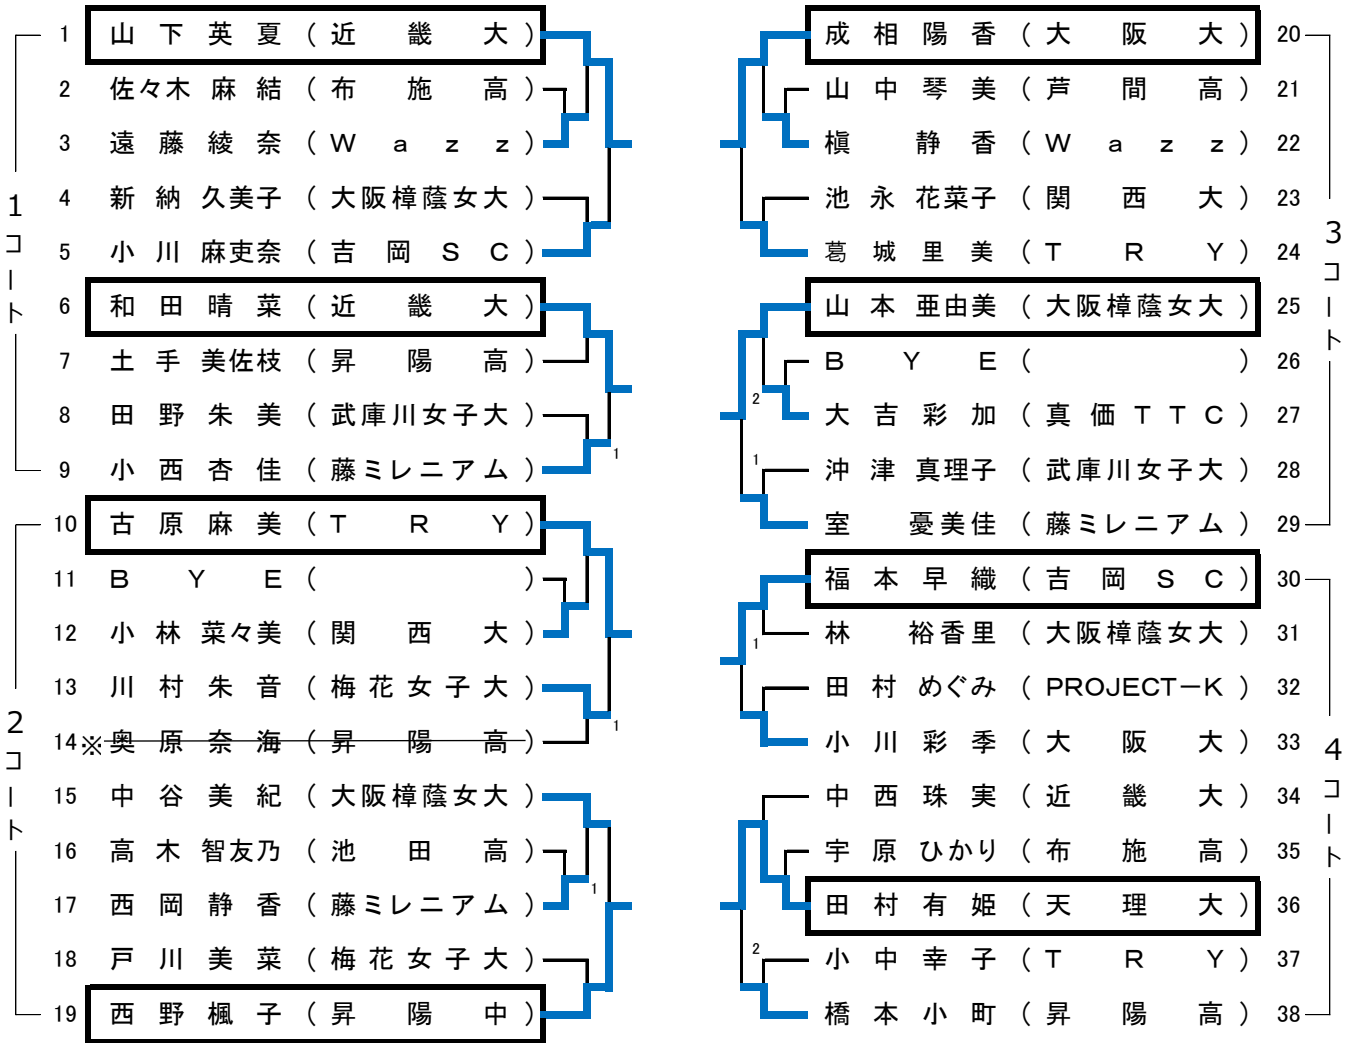 1コート
1 山下英夏(近畿大)
2 佐々木麻結(布施高)
3 遠藤綾奈(Wazz)
4 新納久美子(大阪樟蔭女大)
5 小川麻吏奈(吉岡SC)
6 和田晴菜(近畿大)
7 土手美佐枝(昇陽高)
8 田野朱美(武庫川女子大)
9 小西杏佳(藤ミレニアム)
1
2コート
10 古原麻美(TRY)
11 BYE( )
12 小林菜々美(関西大)
13 川村朱音(梅花女子大)
14※奥原奈海(昇陽高)
1
15 中谷美紀(大阪樟蔭女大)
16 高木智友乃(池田高)
17 西岡静香(藤ミレニアム)
1
18 戸川美菜(梅花女子大)
19 西野楓子(昇陽中)
3コート
成相陽香(大阪大) 20
山中琴美(芦間高) 21
槇静香(Wazz) 22
池永花菜子(関西大) 23
葛城里美(TRY) 24
山本亜由美(大阪樟蔭女大) 25
BYE( ) 26
2
大吉彩加(真価TTC) 27
1
沖津真理子(武庫川女子大) 28
室憂美佳(藤ミレニアム) 29
4コート
福本早織(吉岡SC) 30
林裕香里(大阪樟蔭女大) 31
1
田村めぐみ(PROJECT−K) 32
小川彩季(大阪大) 33
中西珠実(近畿大) 34
宇原ひかり(布施高) 35
田村有姫(天理大) 36
2
小中幸子(TRY) 37
橋本小町(昇陽高) 38